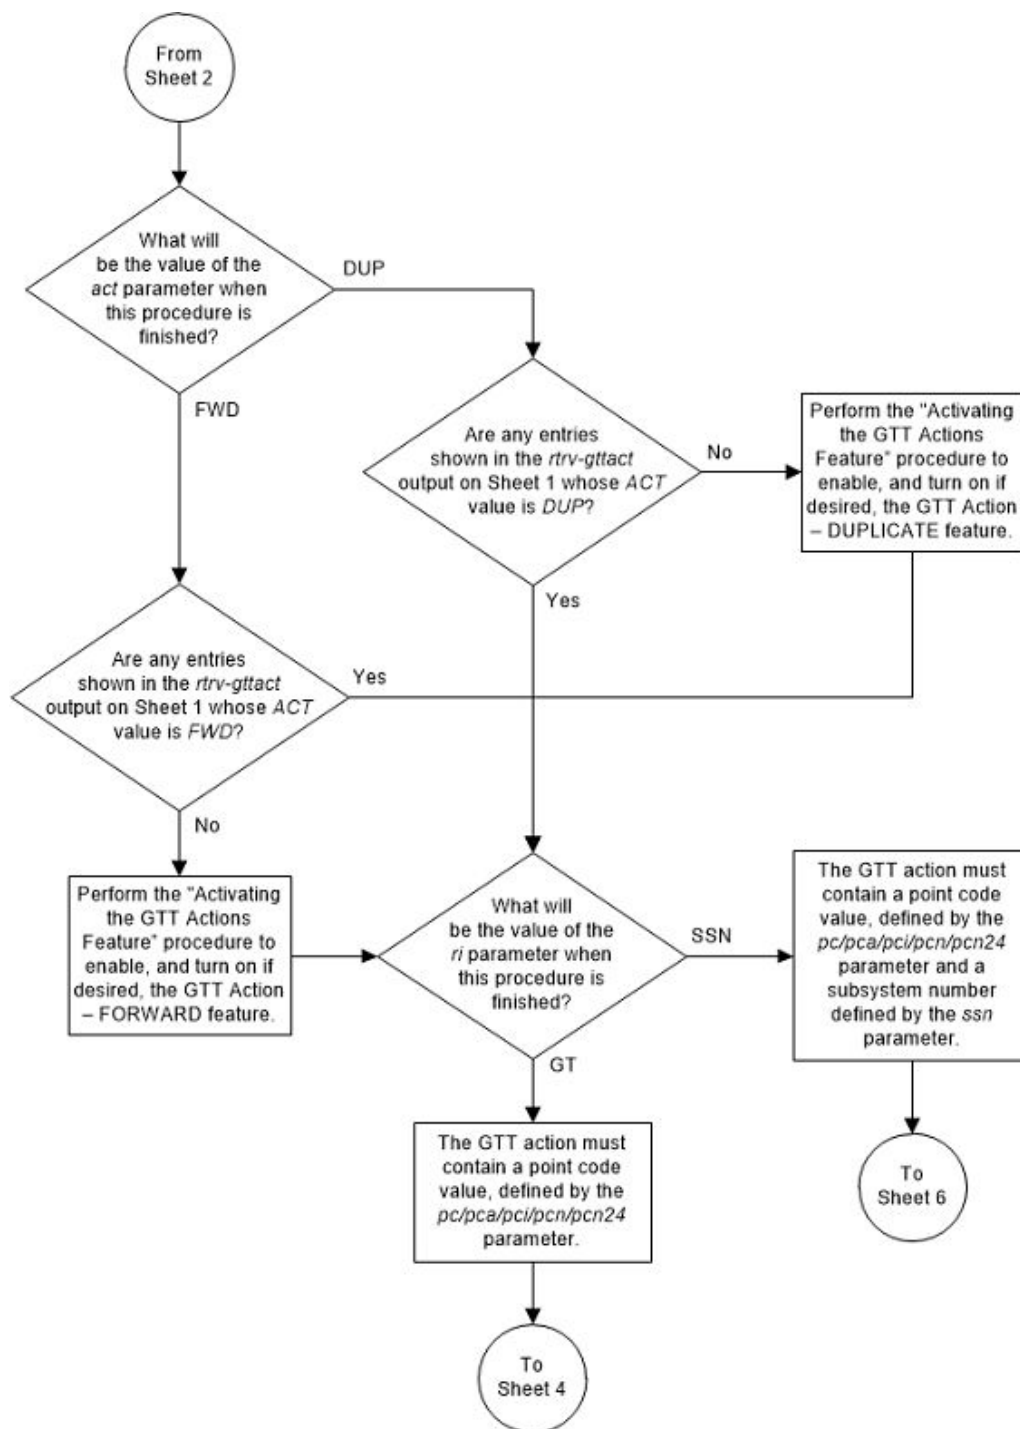 From
Sheet 2
What will
be the value of the
act parameter when
this procedure is
finished?
DUP
FWD
Are any entries
shown in the rtrv-gttact
output on Sheet 1 whose ACT
value is DUP?
No
Yes
Perform the "Activating
the GTT Actions
Feature" procedure to
enable, and turn on if
desired, the GTT Action
– DUPLICATE feature.
Are any entries
shown in the rtrv-gttact
output on Sheet 1 whose ACT
value is FWD?
Yes
No
Perform the "Activating
the GTT Actions
Feature" procedure to
enable, and turn on if
desired, the GTT Action
– FORWARD feature.
What will
be the value of the
ri parameter when
this procedure is
finished?
SSN
GT
The GTT action must
contain a point code
value, defined by the
pc/pca/pci/pcn/pcn24
parameter and a
subsystem number
defined by the ssn
parameter.
To
Sheet 6
The GTT action must
contain a point code
value, defined by the
pc/pca/pci/pcn/pcn24
parameter.
To
Sheet 4